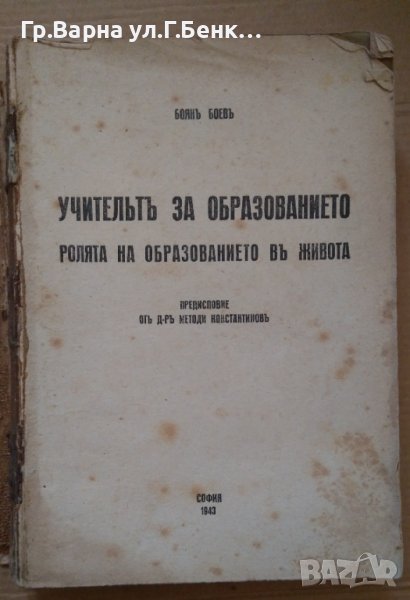 Гр.Варна ул.Г.Бенк...
БОЯНЪ БОЕВЪ
УЧИТЕЛЬТЪ ЗА ОБРАЗОВАНИЕТО
РОЛЯТА НА ОБРАЗОВАНИЕТО ВЪ ЖИВОТА
ПРЕДИСЛОВИЕ
ОТЪ Д-РЪ МЕТОДИ КОНСТАНТИНОВЪ
СОФИЯ
1943
BAZAR